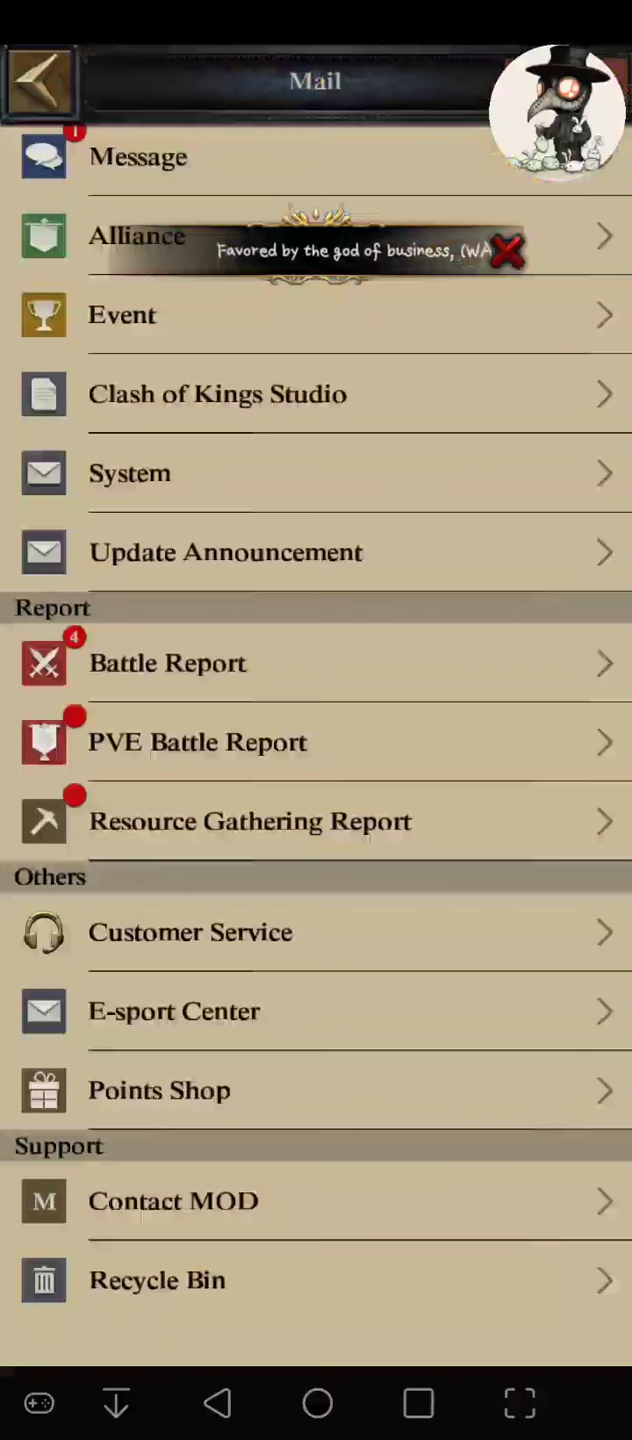 Mail
1
Message
Alliance
Favored by the god of business, (WA
Event
Clash of Kings Studio
System
Update Announcement
Report
4
Battle Report
PVE Battle Report
Resource Gathering Report
Others
Customer Service
E-sport Center
Points Shop
Support
M
Contact MOD
Recycle Bin